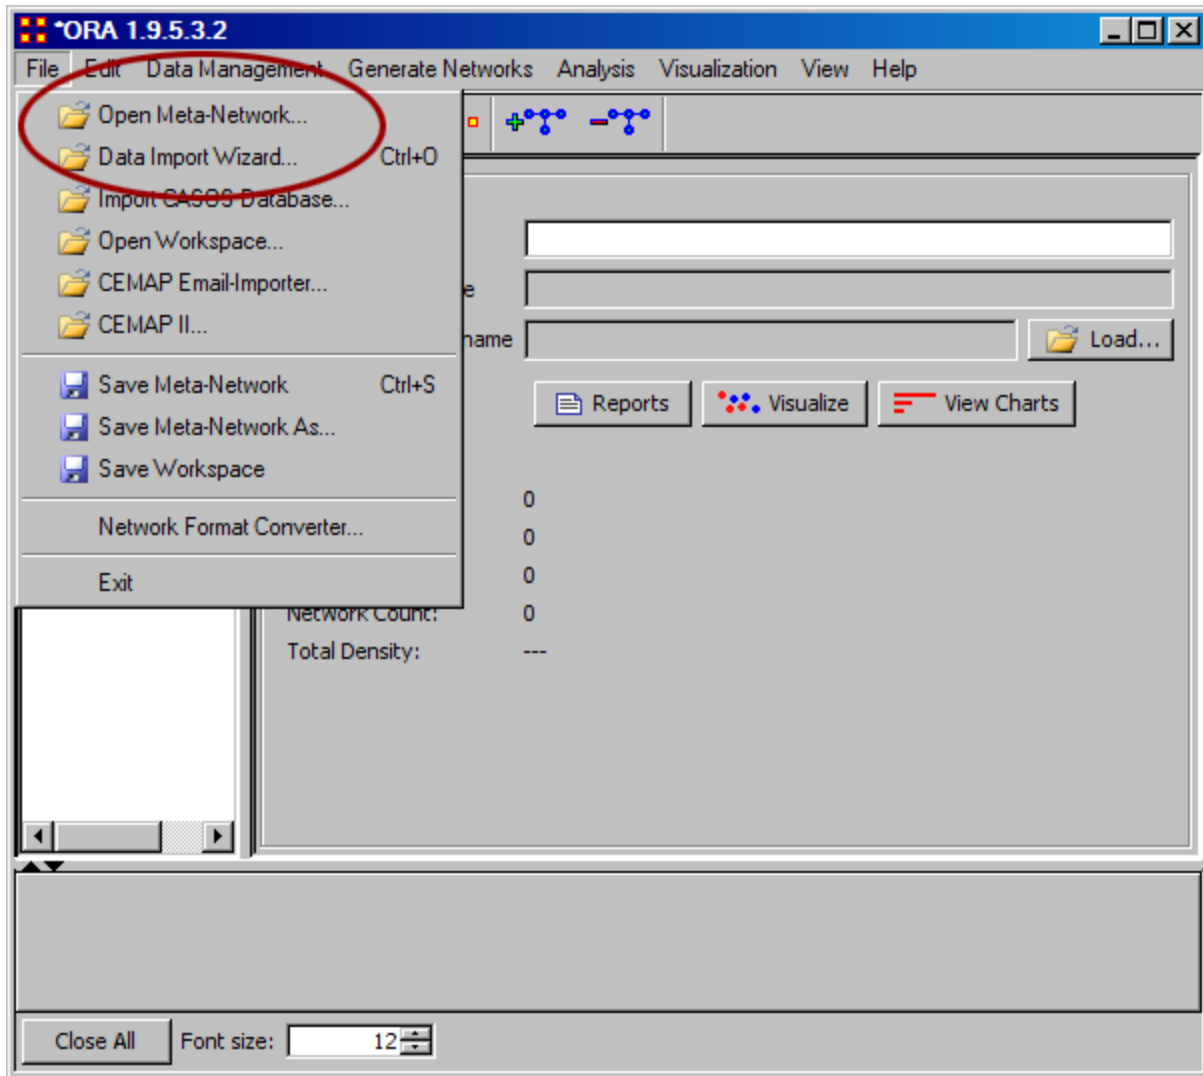 *ORA 1.9.5.3.2
File Edit Data Management Generate Networks Analysis Visualization View Help
Open Meta-Network...
Data Import Wizard... Ctrl+O
Import CASOS Database...
Open Workspace...
CEMAP Email-Importer...
CEMAP II...
Save Meta-Network Ctrl+S
Save Meta-Network As...
Save Workspace
Network Format Converter...
Exit
e
name
Load...
Reports Visualize View Charts
0
0
0
Network Count: 0
Total Density: ---
Close All Font size: 12